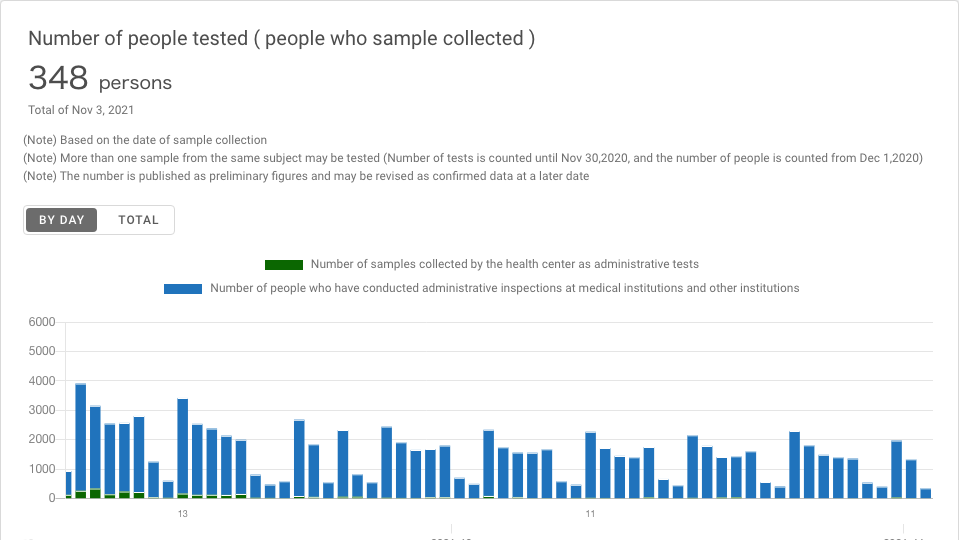 Number of people tested ( people who sample collected )
348 persons
Total of Nov 3, 2021
(Note) Based on the date of sample collection
(Note) More than one sample from the same subject may be tested (Number of tests is counted until Nov 30,2020, and the number of people is counted from Dec 1,2020)
(Note) The number is published as preliminary figures and may be revised as confirmed data at a later date
BY DAY TOTAL
Number of samples collected by the health center as administrative tests
Number of people who have conducted administrative inspections at medical institutions and other institutions
6000
5000
4000
3000
2000
1000
0
13 11